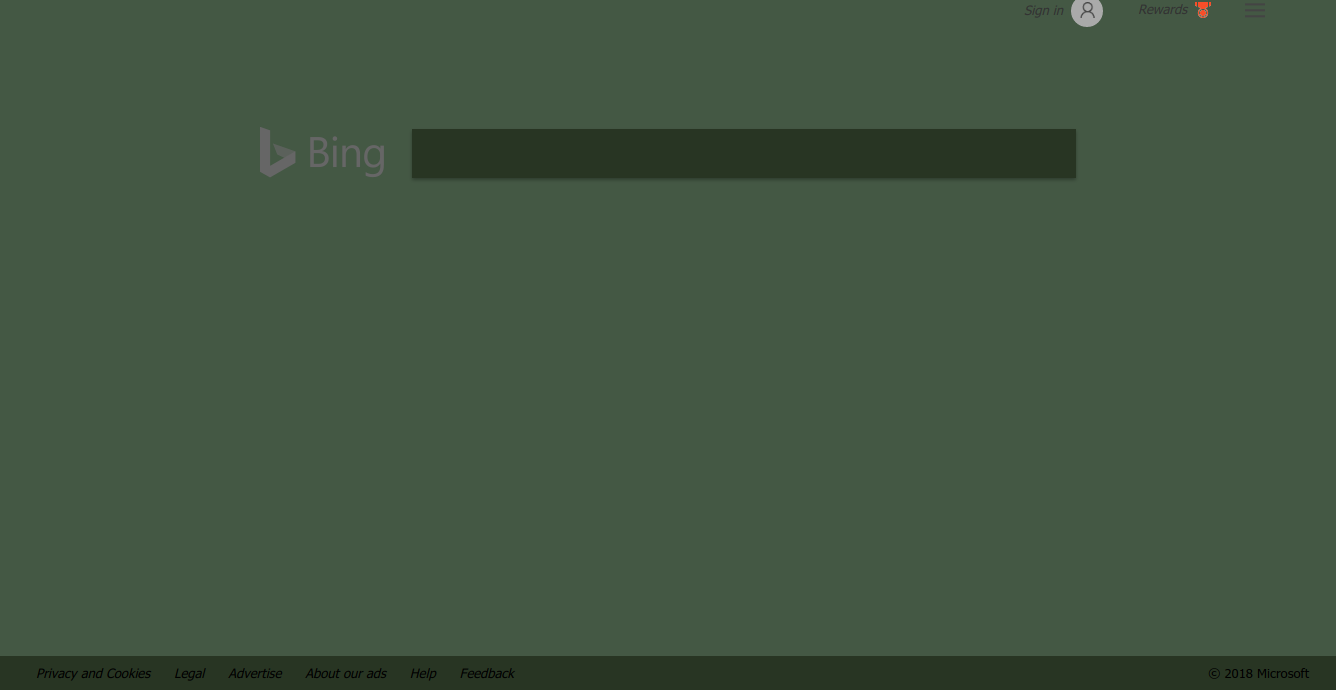 Sign in
Rewards
Bing
Privacy and Cookies Legal Advertise About our ads Help Feedback © 2018 Microsoft